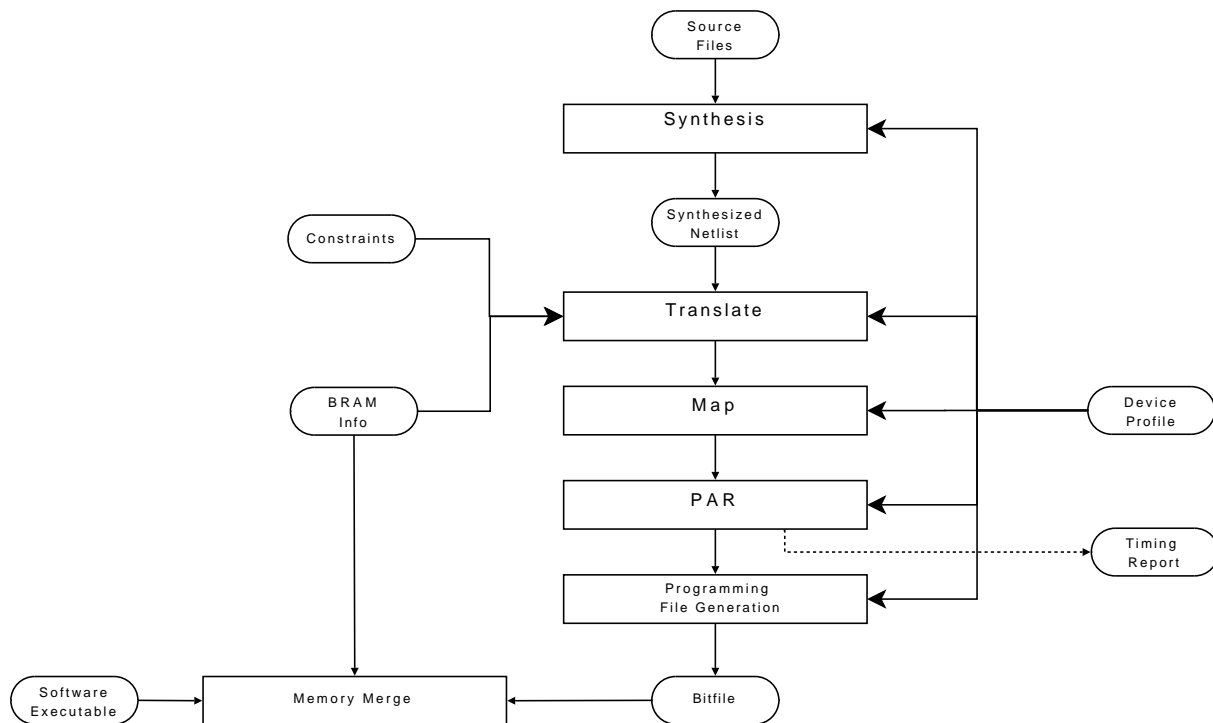 Source
Files
Synthesis
Synthesized
Netlist
Constraints
Translate
BRAM
Info
Map
Device
Profile
PAR
Timing
Report
Programming
File Generation
Software
Executable
Memory Merge
Bitfile